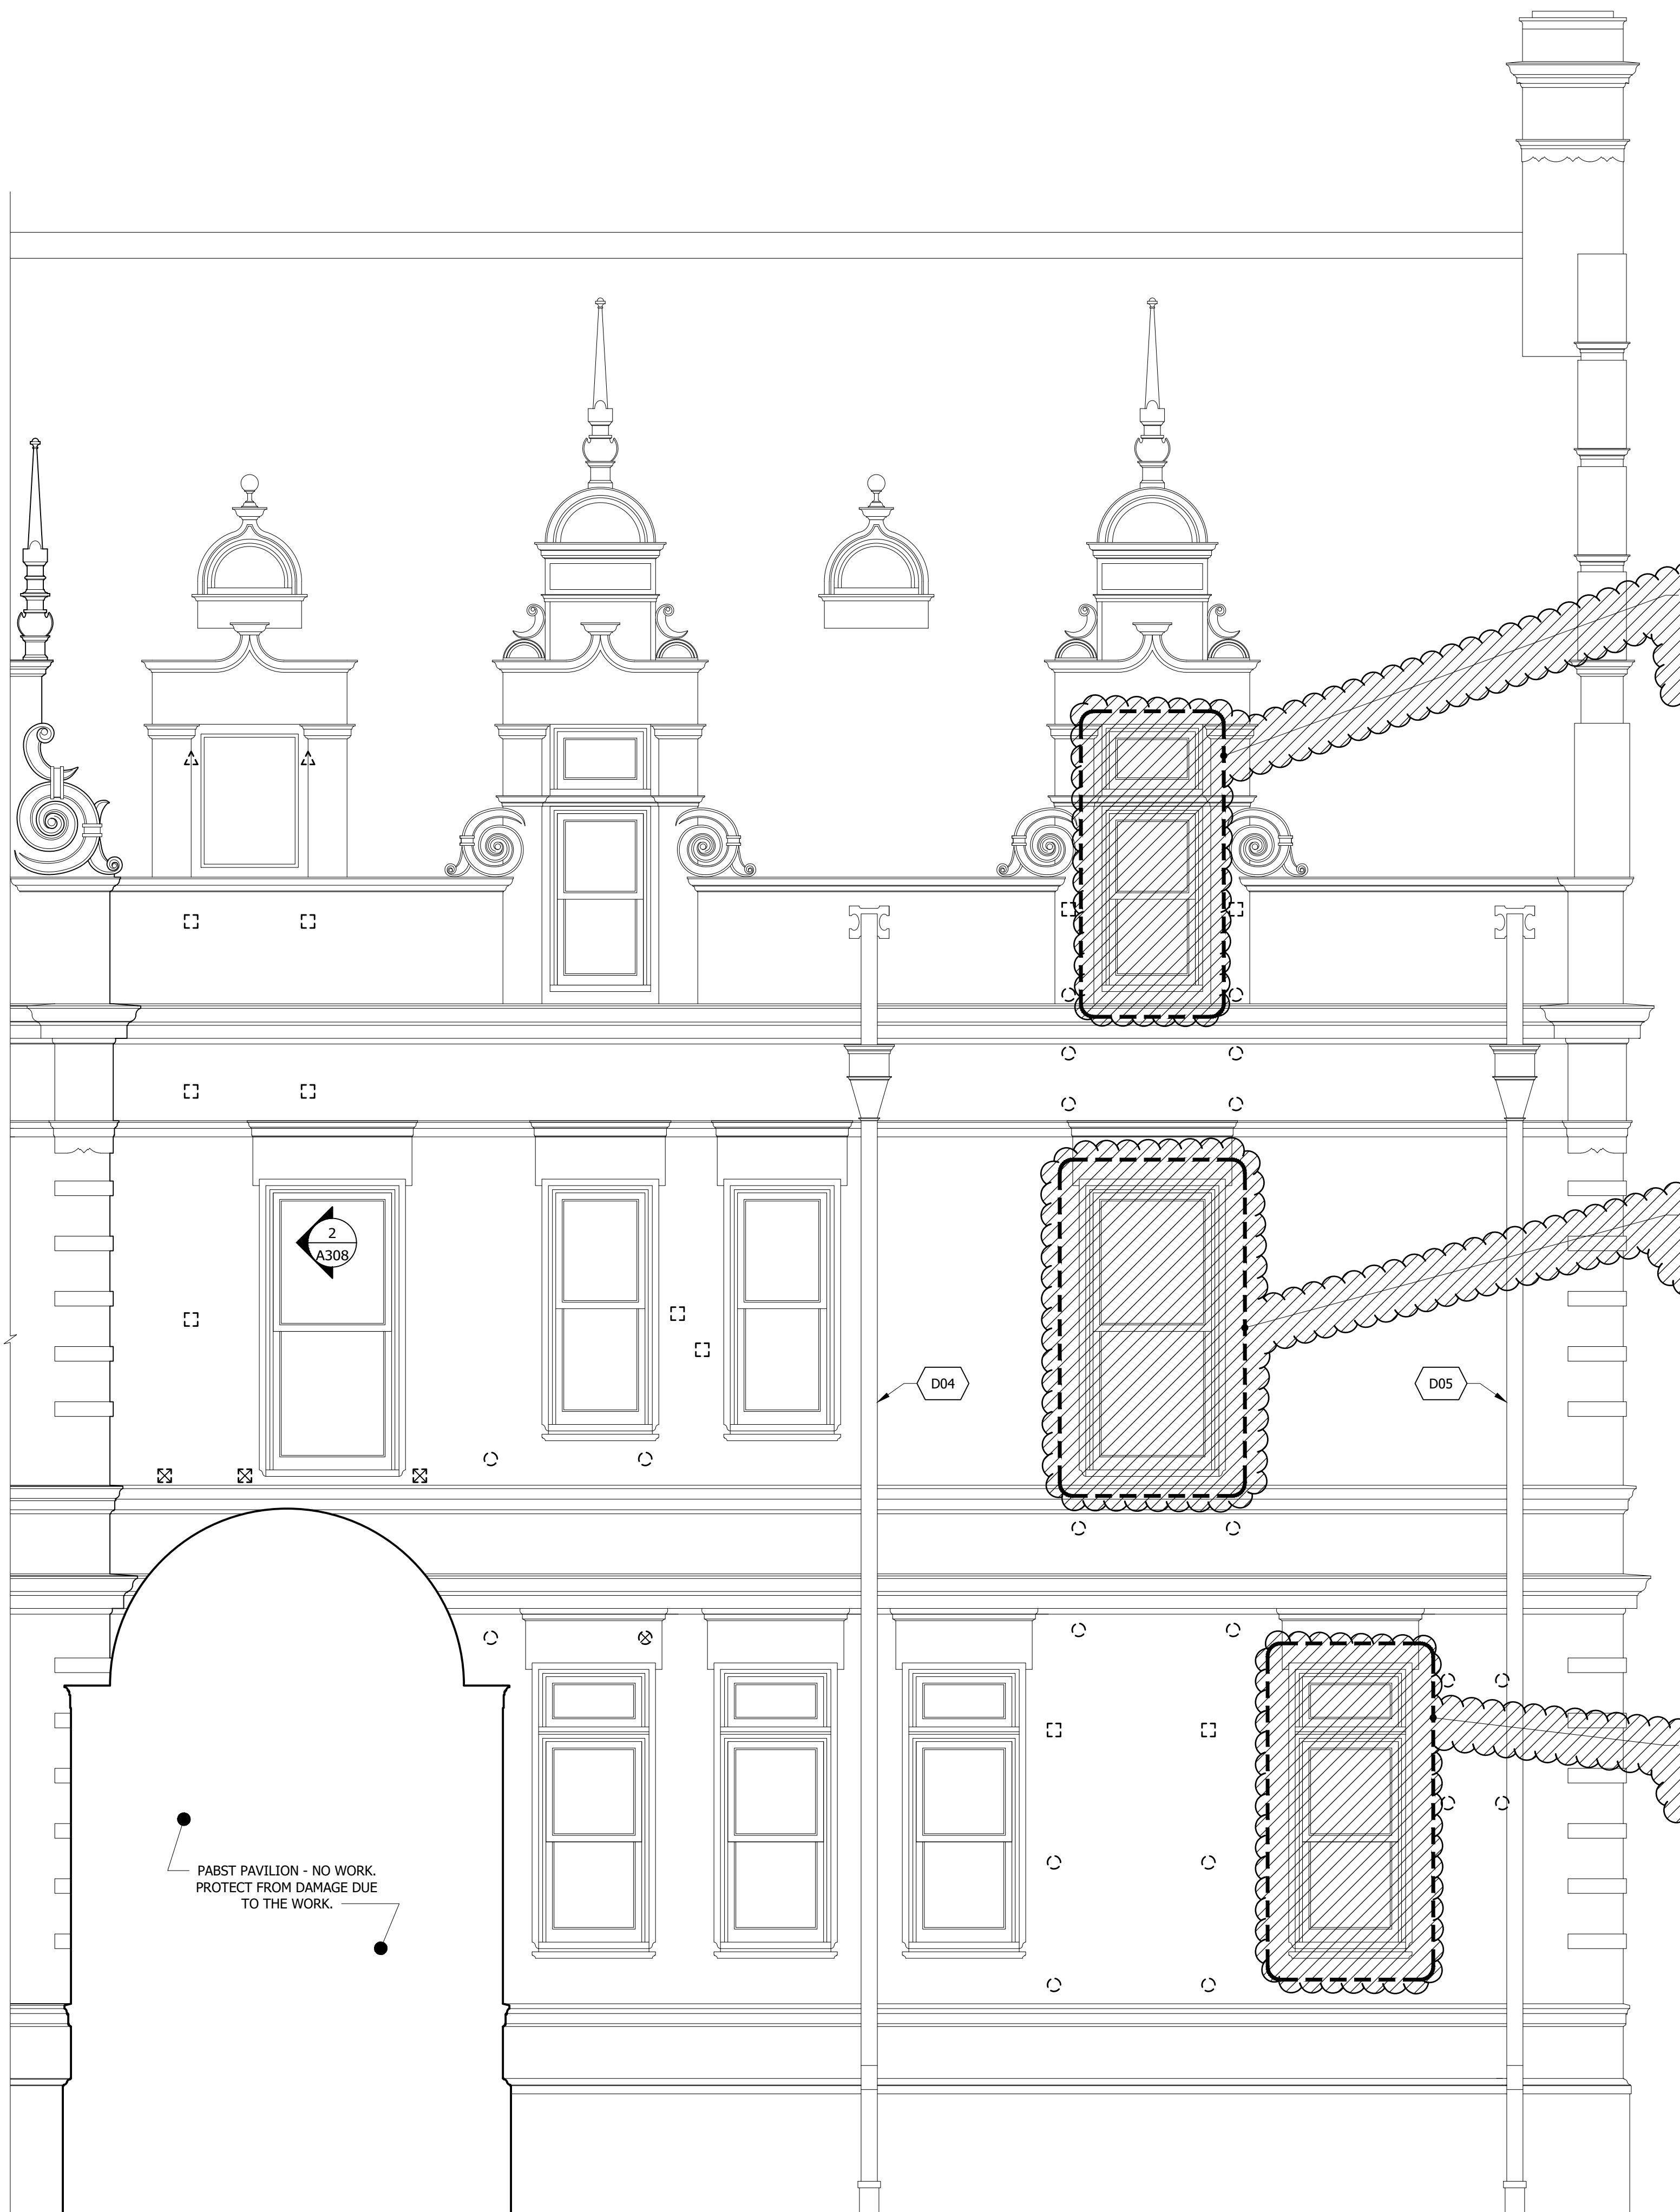 2
A308
D04
D05
PABST PAVILION - NO WORK.
PROTECT FROM DAMAGE DUE
TO THE WORK.